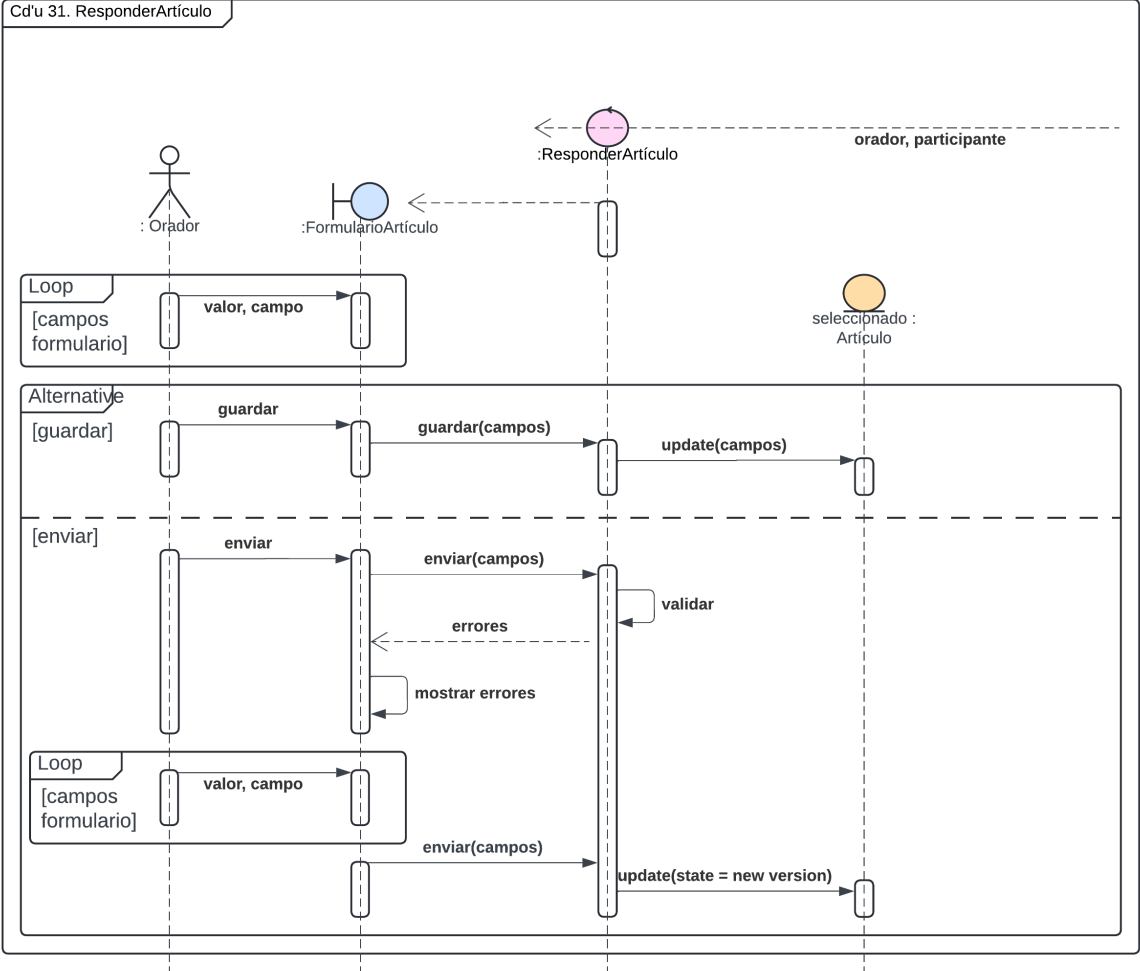 Cd'u 31. ResponderArtículo
orador, participante
:ResponderArtículo
: Orador
:FormularioArtículo
Loop
valor, campo
[campos
formulario]
seleccionado :
Artículo
Alternative
guardar
[guardar]
guardar(campos)
update(campos)
[enviar]
enviar
enviar(campos)
validar
errores
mostrar errores
Loop
valor, campo
[campos
formulario]
enviar(campos)
update(state = new version)